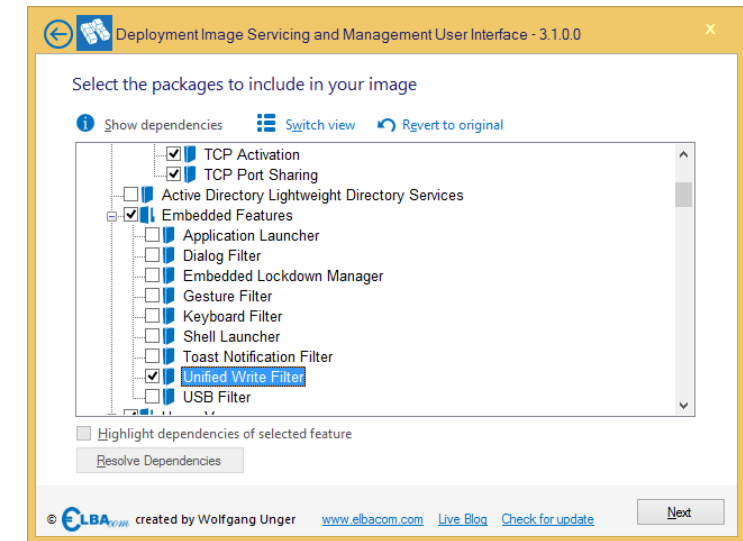 Deployment Image Servicing and Management User Interface - 3.1.0.0 x
Select the packages to include in your image
Show dependencies Switch view Revert to original
TCP Activation
TCP Port Sharing
Active Directory Lightweight Directory Services
Embedded Features
Application Launcher
Dialog Filter
Embedded Lockdown Manager
Gesture Filter
Keyboard Filter
Shell Launcher
Toast Notification Filter
Unified Write Filter
USB Filter
Highlight dependencies of selected feature
Resolve Dependencies
© ELBAcom created by Wolfgang Unger www.elbacom.com Live Blog Check for update Next